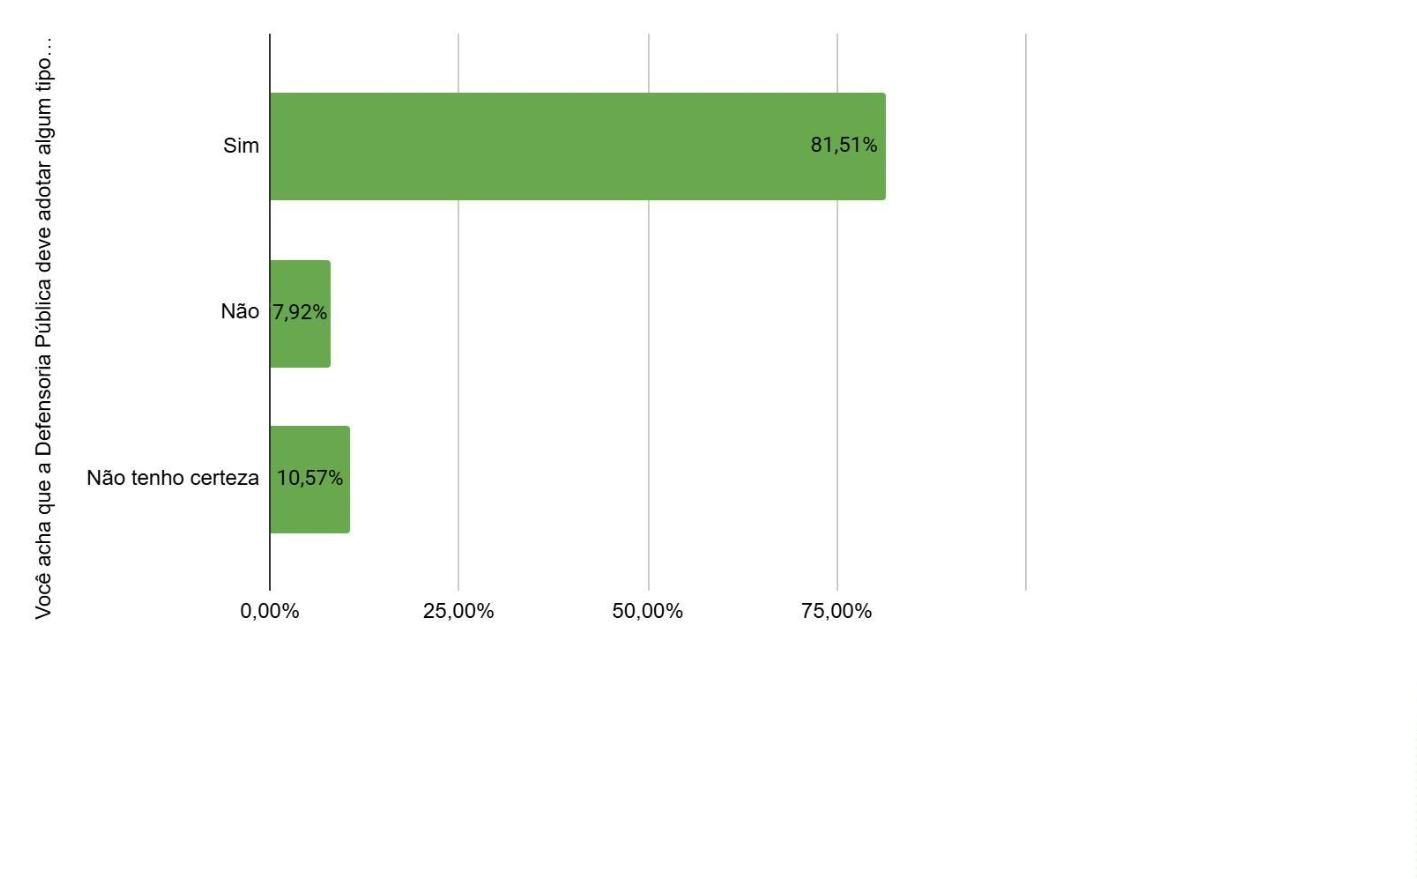 Você acha que a Defensoria Pública deve adotar algum tipo…
Sim
81,51%
Não
7,92%
Não tenho certeza
10,57%
0,00%
25,00%
50,00%
75,00%